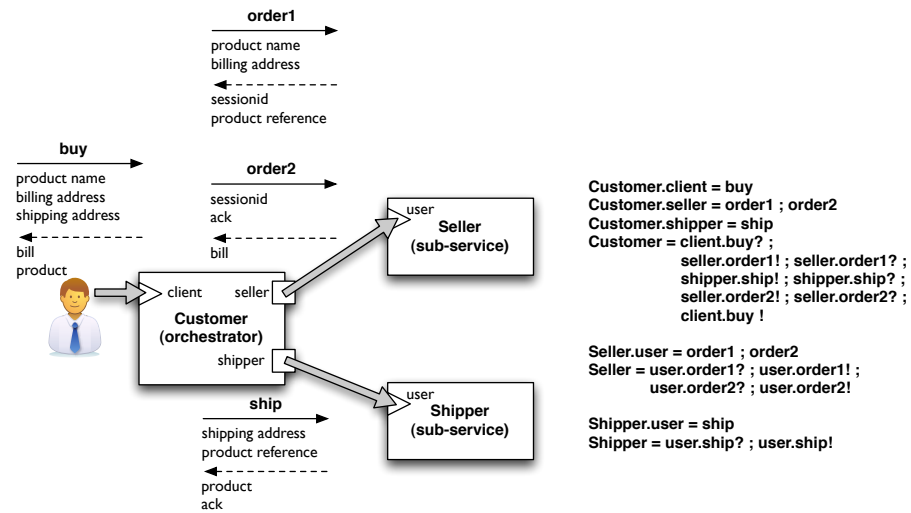 order1
product name
billing address
sessionid
product reference
buy
product name
billing address
shipping address
bill
product
order2
sessionid
ack
bill
client
seller
Customer
(orchestrator)
shipper
user
Seller
(sub-service)
user
Shipper
(sub-service)
ship
shipping address
product reference
product
ack
Customer.client = buy
Customer.seller = order1 ; order2
Customer.shipper = ship
Customer = client.buy? ;
seller.order1! ; seller.order1? ;
shipper.ship! ; shipper.ship? ;
seller.order2! ; seller.order2? ;
client.buy !
Seller.user = order1 ; order2
Seller = user.order1? ; user.order1! ;
user.order2? ; user.order2!
Shipper.user = ship
Shipper = user.ship? ; user.ship!